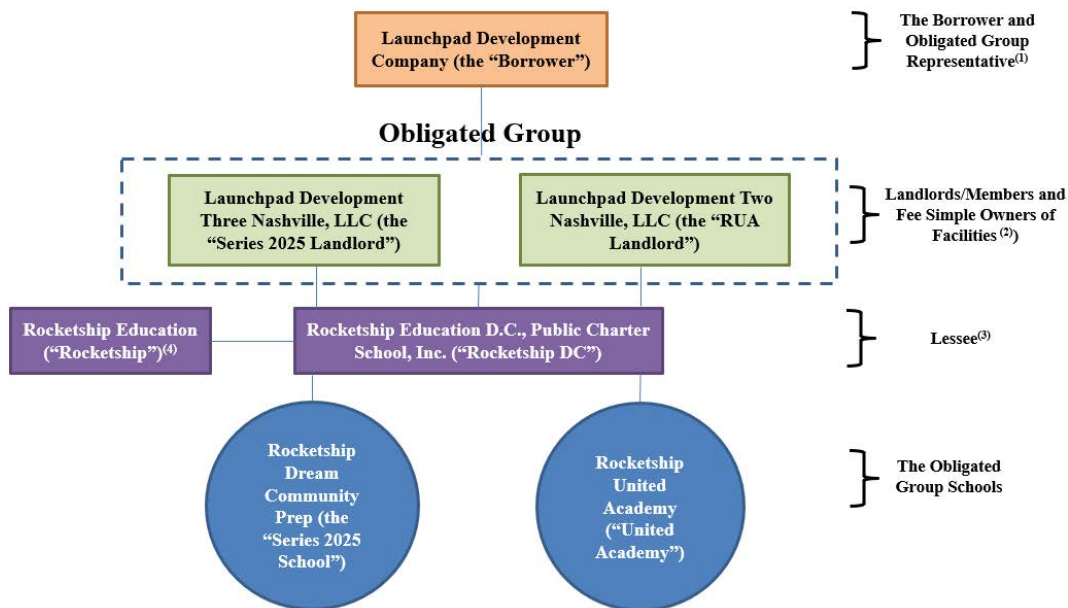 Launchpad Development
Company (the “Borrower”)
The Borrower and
Obligated Group
Representative(1)
Obligated Group
Launchpad Development
Three Nashville, LLC (the
“Series 2025 Landlord”)
Launchpad Development Two
Nashville, LLC (the “RUA
Landlord”)
Landlords/Members and
Fee Simple Owners of
Facilities (2))
Rocketship Education
(“Rocketship”)(4)
Rocketship Education D.C., Public Charter
School, Inc. (“Rocketship DC”)
Lessee(3)
Rocketship
Dream
Community
Prep (the
“Series 2025
School”)
Rocketship
United
Academy
(“United
Academy”)
The Obligated
Group Schools